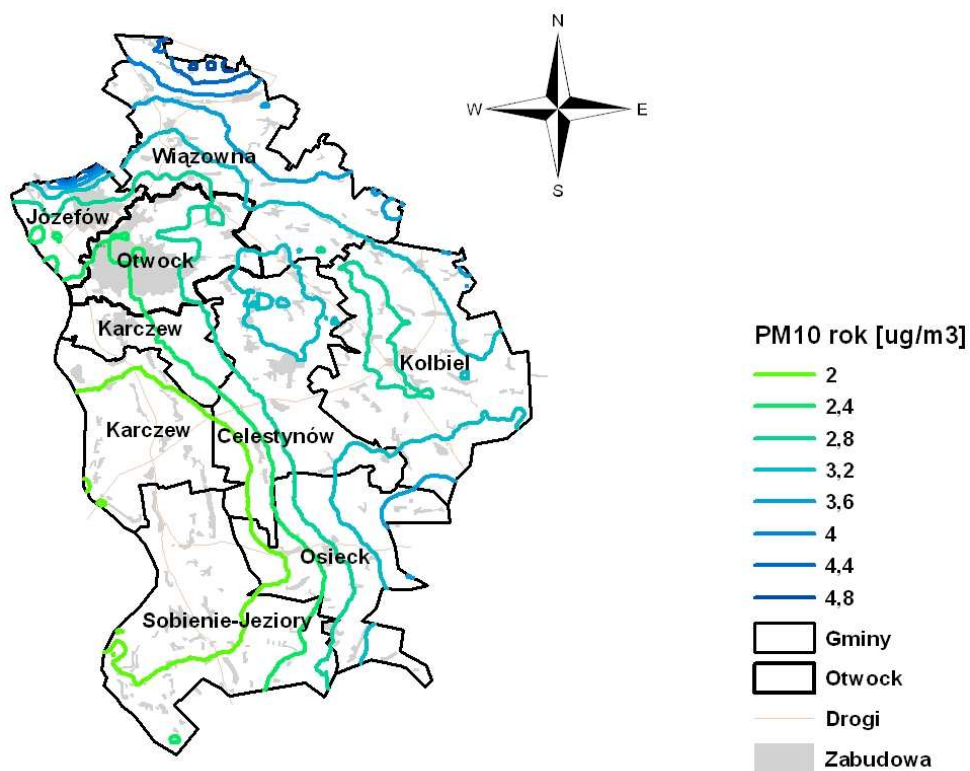 N
W E
S
Wiązowna
Józefów
Otwock
Karczew
Kołbiel
Karczew
Celestynów
Osieck
Sobienie-Jeziory
PM10 rok [ug/m3]
2
2,4
2,8
3,2
3,6
4
4,4
4,8
Gminy
Otwock
Drogi
Zabudowa